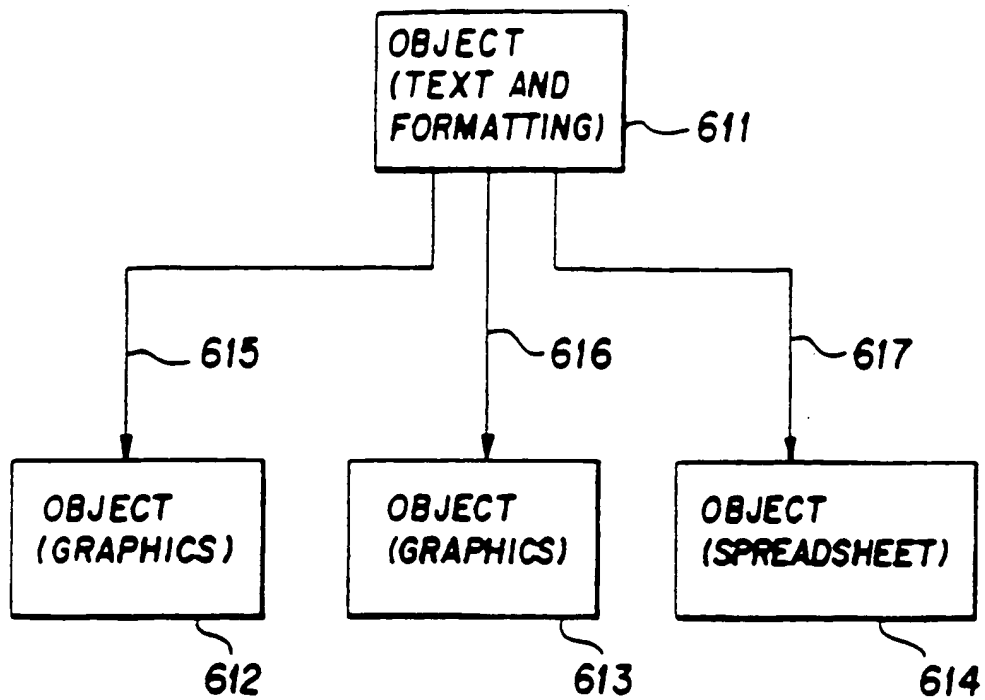 OBJECT
(TEXT AND
FORMATTING)
611
615
616
617
OBJECT
(GRAPHICS)
OBJECT
(GRAPHICS)
OBJECT
(SPREADSHEET)
612
613
614